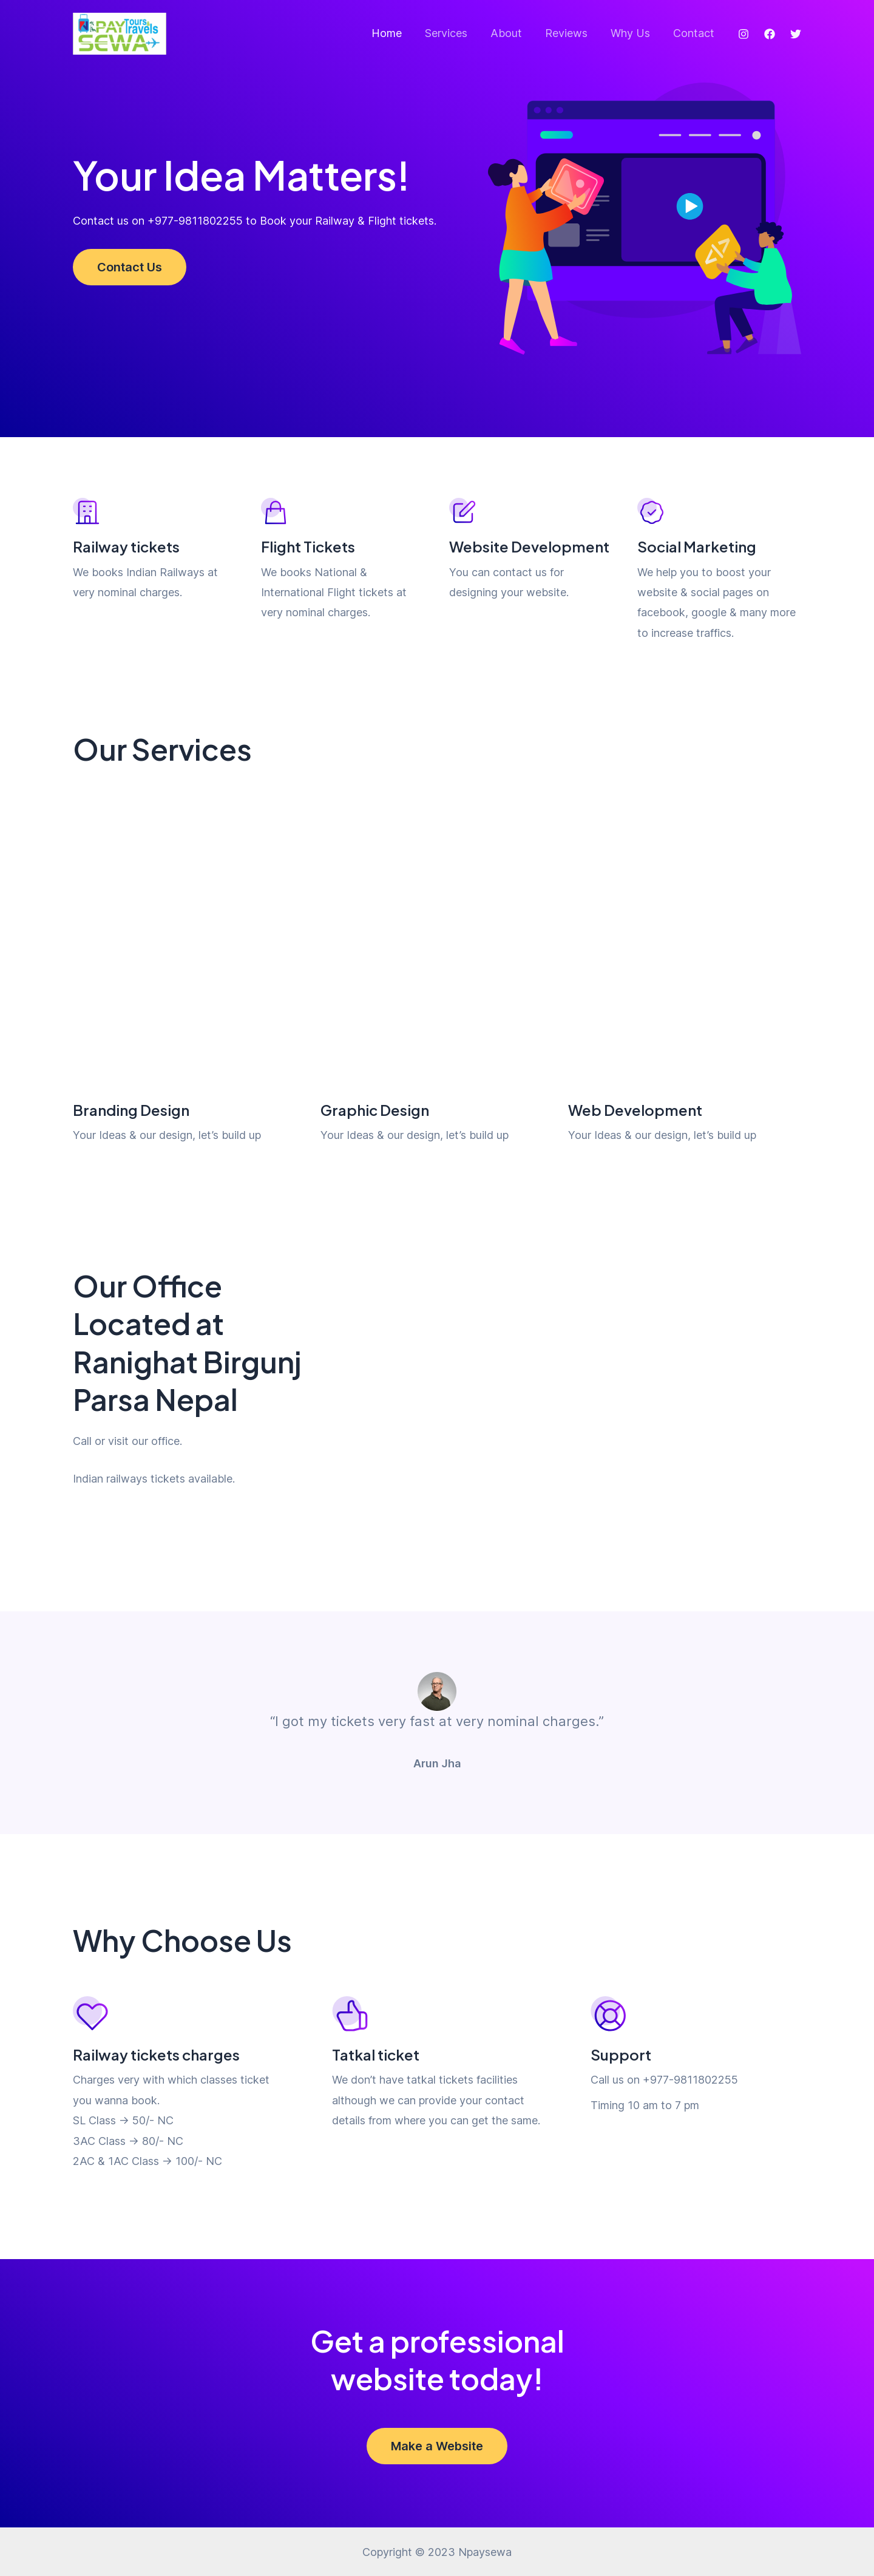 NPAY Tours Travels
SEWA
Home Services About Reviews Why Us Contact
Your Idea Matters!
Contact us on +977-9811802255 to Book your Railway & Flight tickets.
Contact Us
Railway tickets
We books Indian Railways at
very nominal charges.
Flight Tickets
We books National &
International Flight tickets at
very nominal charges.
Website Development
You can contact us for
designing your website.
Social Marketing
We help you to boost your
website & social pages on
facebook, google & many more
to increase traffics.
Our Services
Branding Design
Your Ideas & our design, let’s build up
Graphic Design
Your Ideas & our design, let’s build up
Web Development
Your Ideas & our design, let’s build up
Our Office
Located at
Ranighat Birgunj
Parsa Nepal
Call or visit our office.
Indian railways tickets available.
“I got my tickets very fast at very nominal charges.”
Arun Jha
Why Choose Us
Railway tickets charges
Charges very with which classes ticket
you wanna book.
SL Class → 50/- NC
3AC Class → 80/- NC
2AC & 1AC Class → 100/- NC
Tatkal ticket
We don’t have tatkal tickets facilities
although we can provide your contact
details from where you can get the same.
Support
Call us on +977-9811802255
Timing 10 am to 7 pm
Get a professional
website today!
Make a Website
Copyright © 2023 Npaysewa